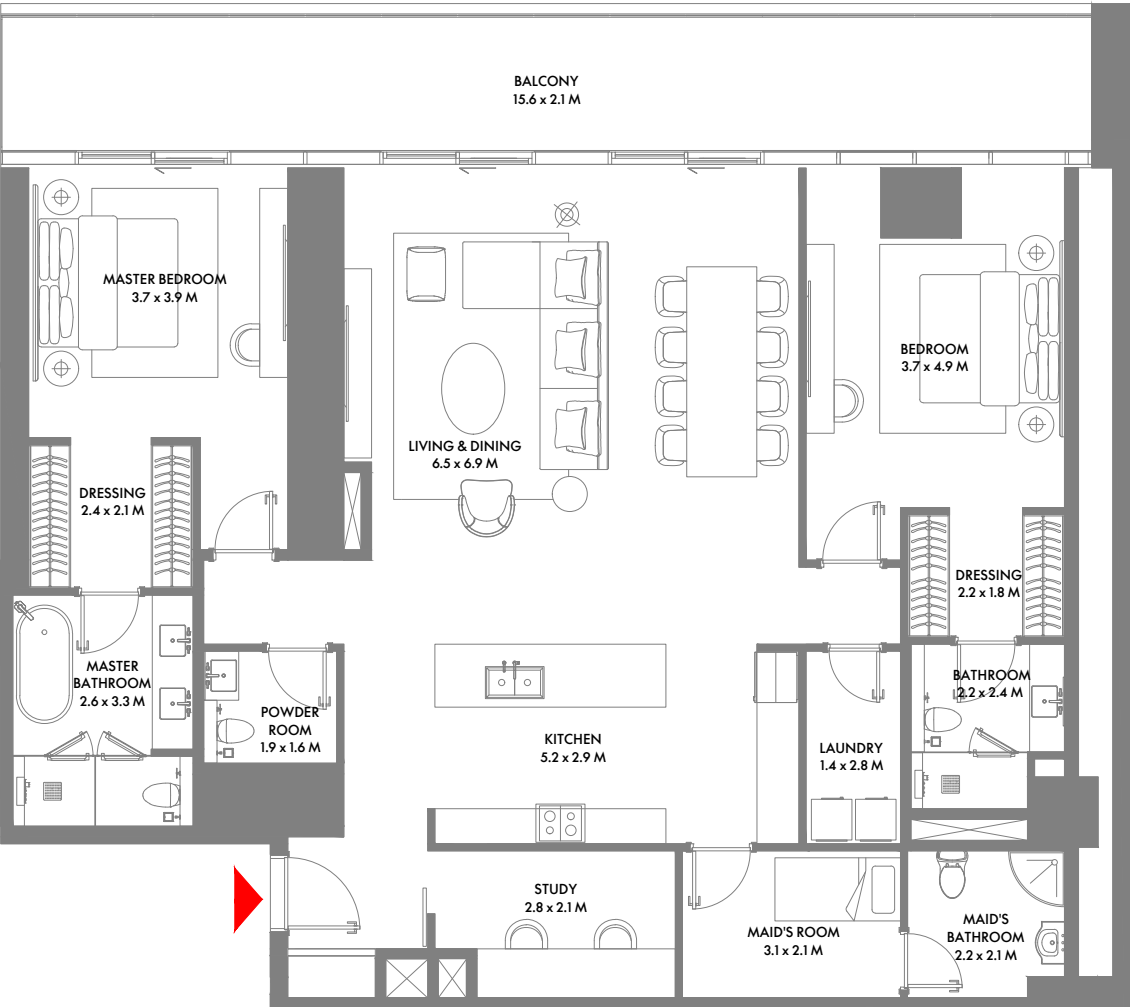 BALCONY
15.6 x 2.1 M
MASTER BEDROOM
3.7 x 3.9 M
BEDROOM
3.7 x 4.9 M
LIVING & DINING
6.5 x 6.9 M
DRESSING
2.4 x 2.1 M
DRESSING
2.2 x 1.8 M
MASTER
BATHROOM
2.6 x 3.3 M
POWDER
ROOM
1.9 x 1.6 M
KITCHEN
5.2 x 2.9 M
LAUNDRY
1.4 x 2.8 M
BATHROOM
2.2 x 2.4 M
STUDY
2.8 x 2.1 M
MAID'S ROOM
3.1 x 2.1 M
MAID'S
BATHROOM
2.2 x 2.1 M